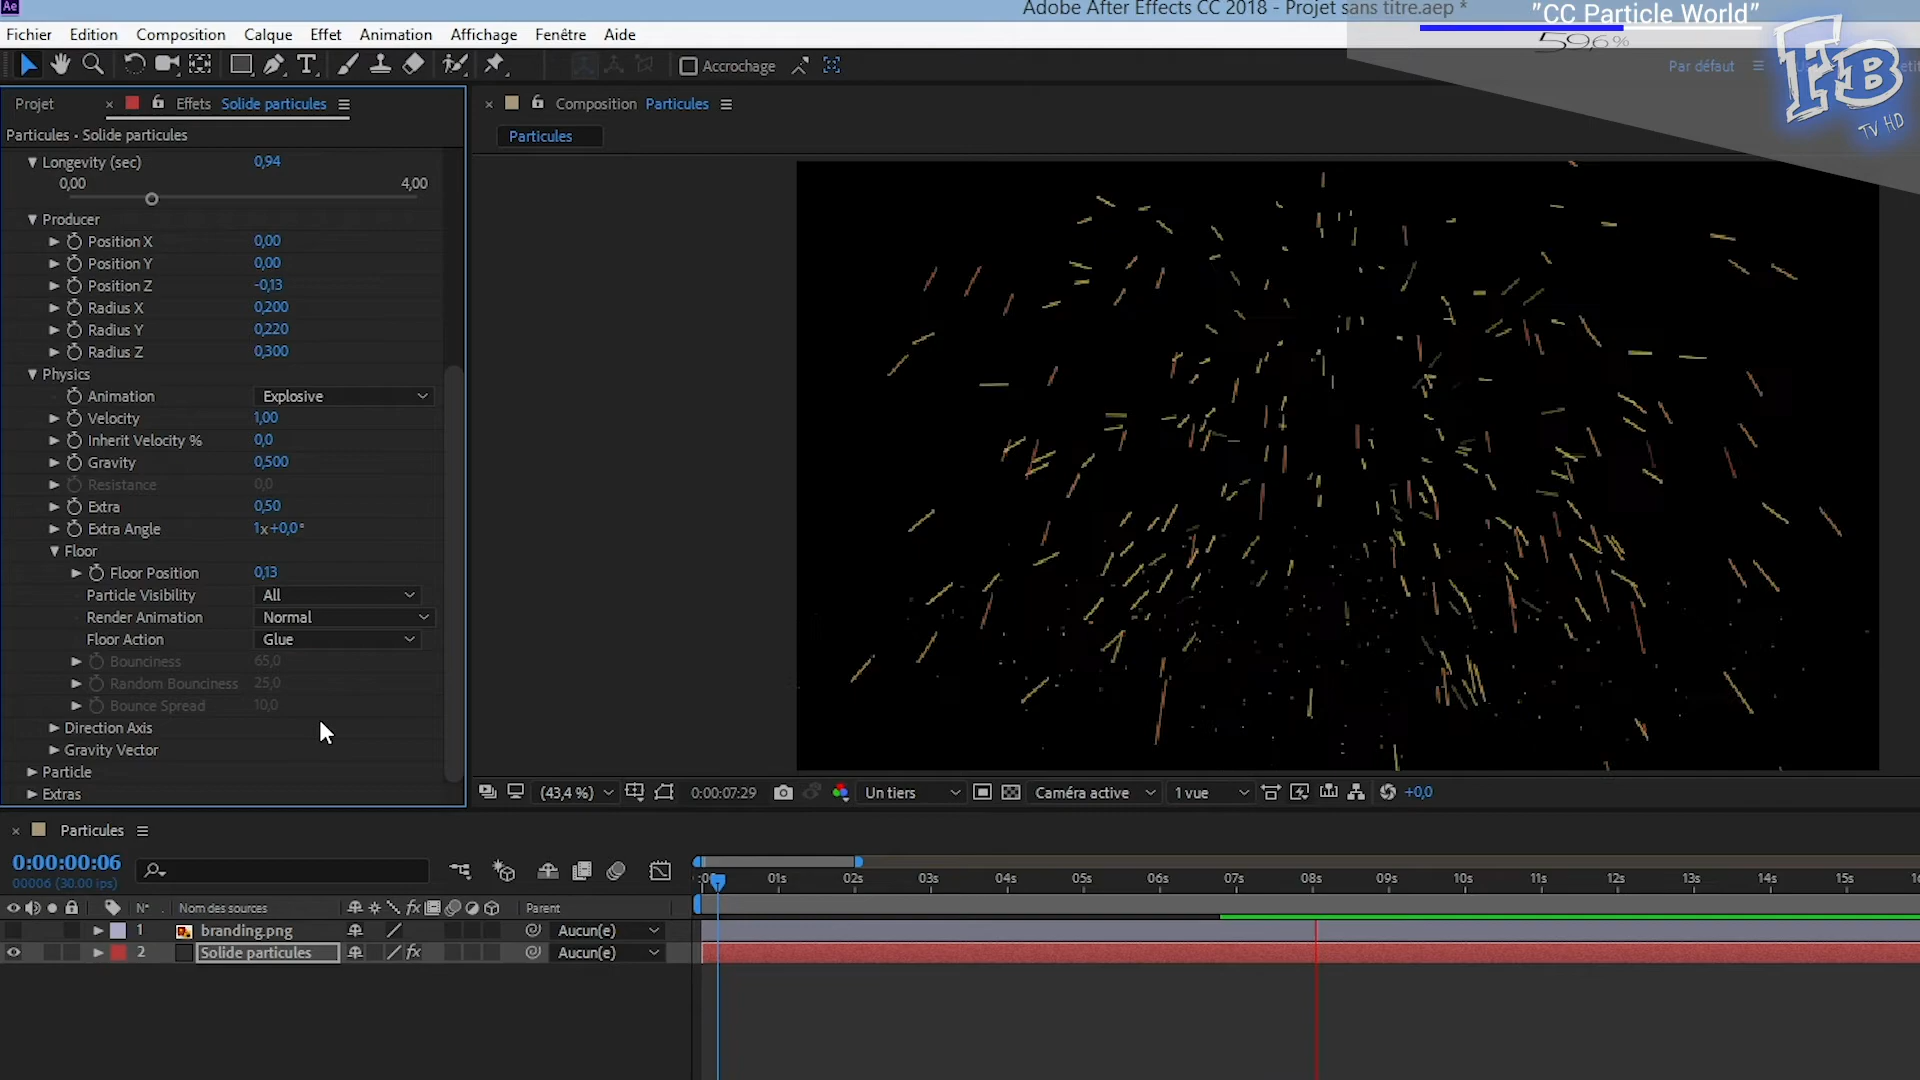 Ae
Adobe After Effects CC 2018 - Projet sans titre.aep *
"CC Particle World"
59,6%
FB
TV HD
Fichier Edition Composition Calque Effet Animation Affichage Fenêtre Aide
Accrochage
Par défaut
Projet
Effets Solide particules
Composition Particules
Particules • Solide particules
Particules
Longevity (sec) 0,94
0,00 4,00
Producer
Position X 0,00
Position Y 0,00
Position Z -0,13
Radius X 0,200
Radius Y 0,220
Radius Z 0,300
Physics
Animation Explosive
Velocity 1,00
Inherit Velocity % 0,0
Gravity 0,500
Resistance 0,0
Extra 0,50
Extra Angle 1x+0,0°
Floor
Floor Position 0,13
Particle Visibility All
Render Animation Normal
Floor Action Glue
Bounciness 65,0
Random Bounciness 25,0
Bounce Spread 10,0
Direction Axis
Gravity Vector
Particle
Extras
(43,4 %) 0:00:07:29 Un tiers Caméra active 1 vue +0,0
Particules
0:00:00:06
00006 (30.00 ips)
01s 02s 03s 04s 05s 06s 07s 08s 09s 10s 11s 12s 13s 14s 15s
N° Nom des sources fx Parent
1 branding.png Aucun(e)
2 Solide particules fx Aucun(e)